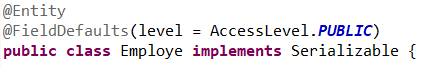 @Entity
@FieldDefaults(level = AccessLevel.PUBLIC)
public class Employe implements Serializable {